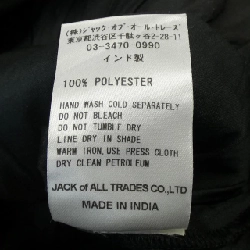 (株)ジャック オブ オール トレーズ
東京都渋谷区千駄ヶ谷2-28-11
03-3470 0990
インド製
100% POLYESTER
HAND WASH COLD SEPARATELY
DO NOT BLEACH
DO NOT TUMBLE DRY
LINE DRY IN SHADE
WARM IRON, USE PRESS CLOTH
DRY CLEAN PETROLEUM
JACK of ALL TRADES CO.,LTD
MADE IN INDIA